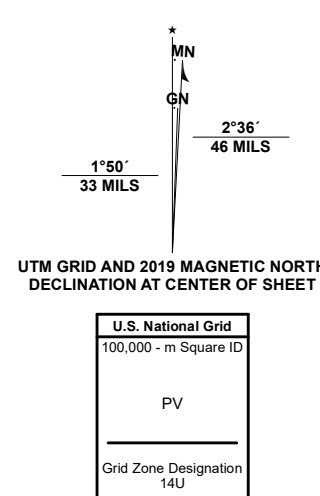 MN
GN
2°36´
46 MILS
1°50´
33 MILS
UTM GRID AND 2019 MAGNETIC NORTH
DECLINATION AT CENTER OF SHEET
U.S. National Grid
100,000 - m Square ID
PV
Grid Zone Designation
14U